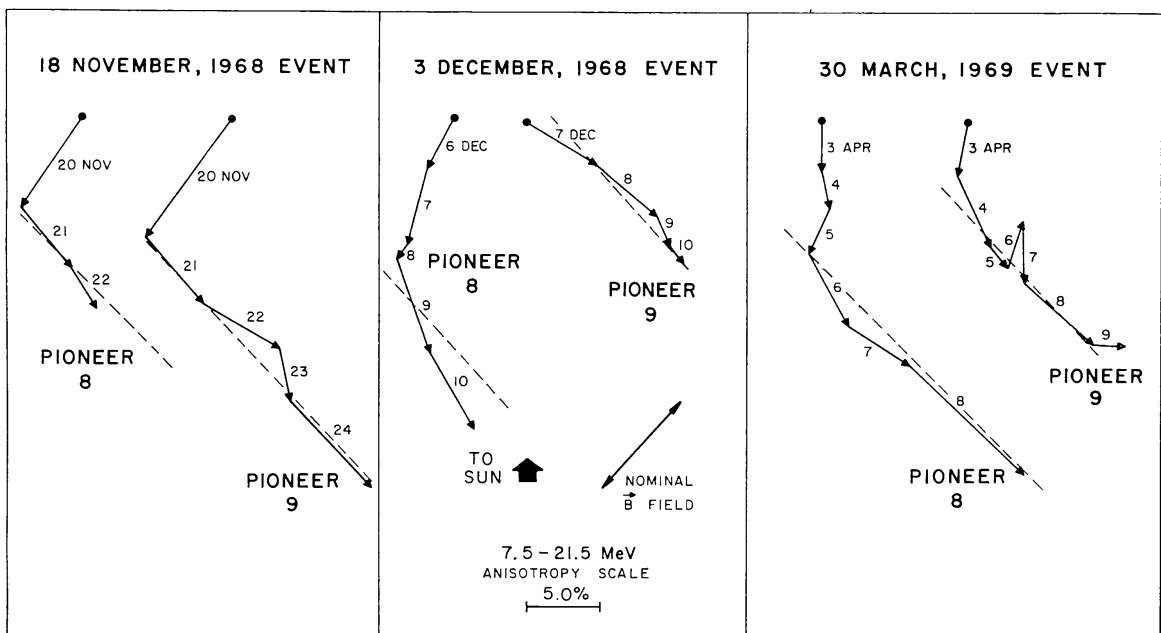 18 NOVEMBER, 1968 EVENT
20 NOV
21
22
PIONEER
8
20 NOV
21
22
23
24
PIONEER
9
3 DECEMBER, 1968 EVENT
6 DEC
7
8
9
10
PIONEER
8
7 DEC
8
9
10
PIONEER
9
TO
SUN
NOMINAL
B FIELD
7.5-21.5 MeV
ANISOTROPY SCALE
5.0%
30 MARCH, 1969 EVENT
3 APR
4
5
6
7
8
PIONEER
8
3 APR
4
5
6
7
8
9
PIONEER
9